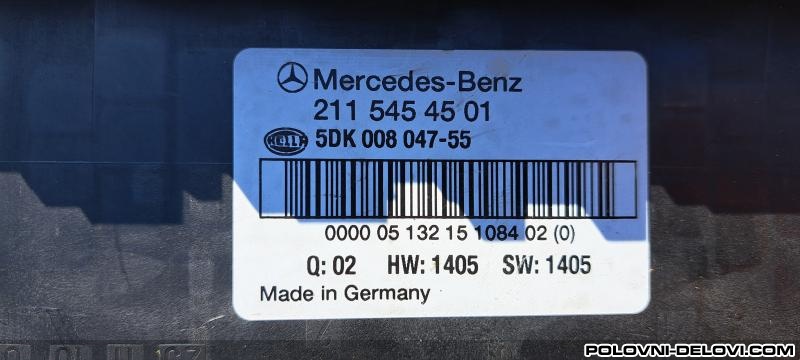 Mercedes-Benz
211 545 45 01
HELLA 5DK 008 047-55
0000 05 132 15 1084 02 (0)
Q: 02 HW: 1405 SW: 1405
Made in Germany
POLOVNI-DELOVI.COM